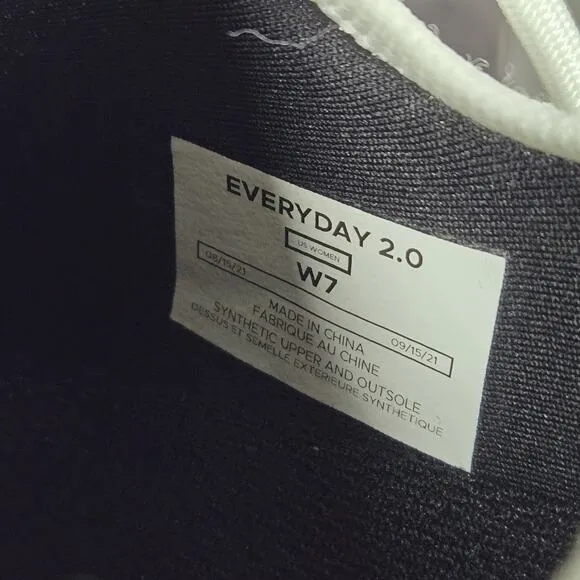 EVERYDAY 2.0
US WOMEN
W7
08/15/21 09/15/21
MADE IN CHINA
FABRIQUE AU CHINE
SYNTHETIC UPPER AND OUTSOLE
DESSUS ET SEMELLE EXTERIEURE SYNTHETIQUE